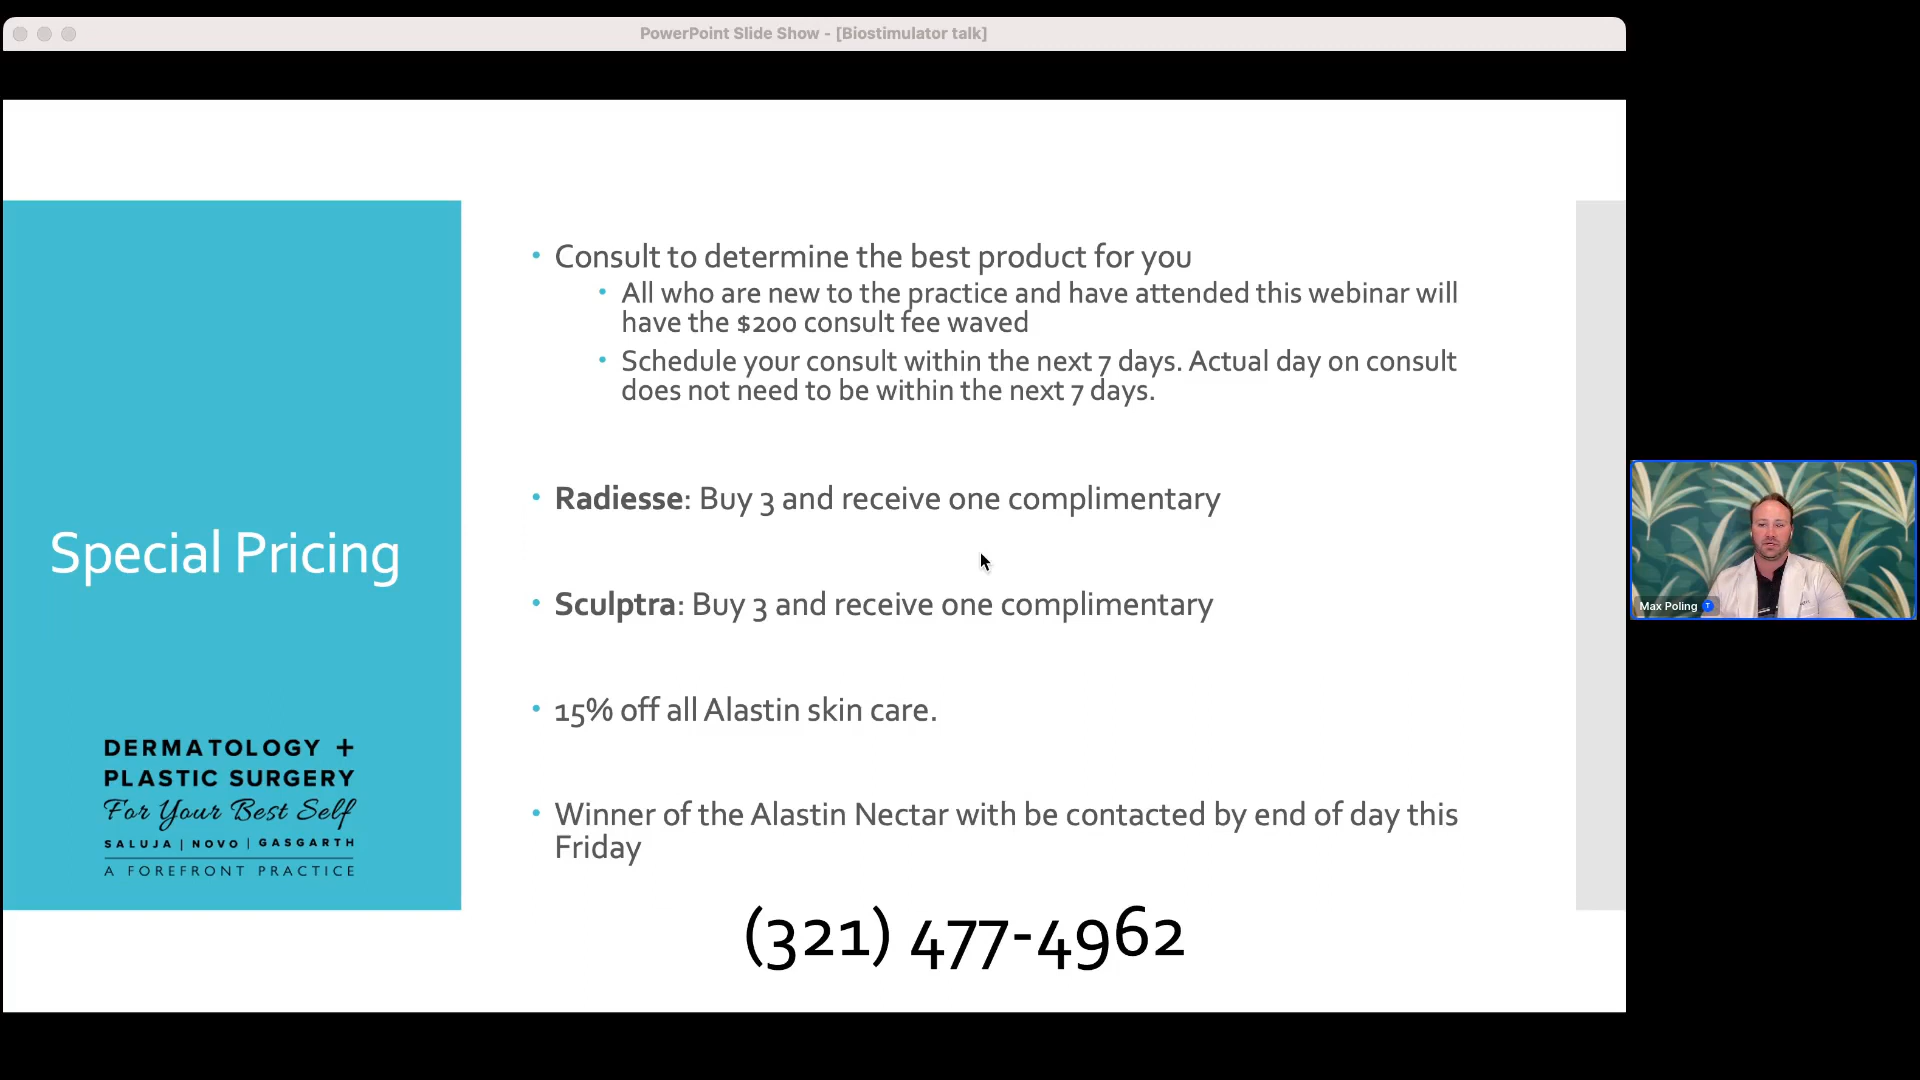 PowerPoint Slide Show - [Biostimulator talk]
Special Pricing
DERMATOLOGY +
PLASTIC SURGERY
For Your Best Self
SALUJA | NOVO | GASGARTH
A FOREFRONT PRACTICE
• Consult to determine the best product for you
• All who are new to the practice and have attended this webinar will
have the $200 consult fee waved
• Schedule your consult within the next 7 days. Actual day on consult
does not need to be within the next 7 days.
• Radiesse: Buy 3 and receive one complimentary
• Sculptra: Buy 3 and receive one complimentary
• 15% off all Alastin skin care.
• Winner of the Alastin Nectar with be contacted by end of day this
Friday
(321) 477-4962
Max Poling